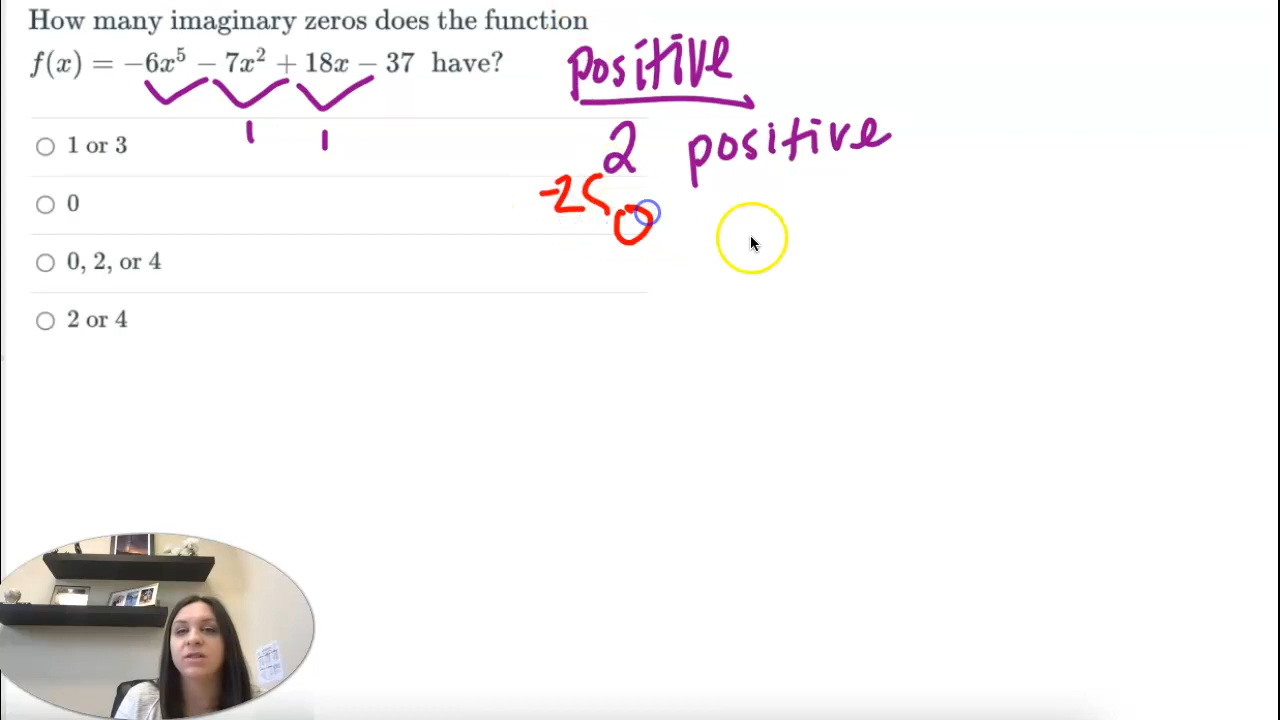 How many imaginary zeros does the function
f(x) = −6x⁵ − 7x² + 18x − 37 have?
positive
1 1
2 positive
-2
0
1 or 3
0
0, 2, or 4
2 or 4